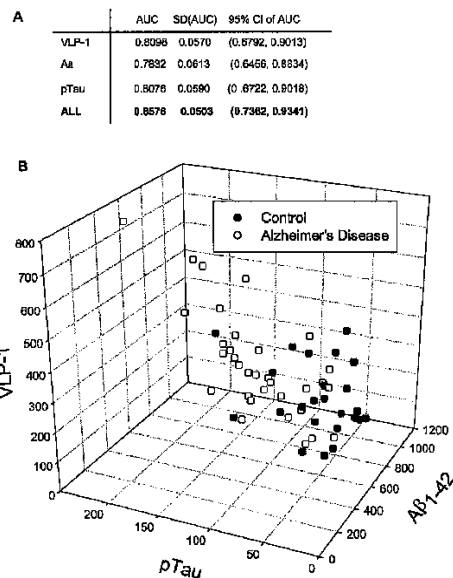 A
AUC SD(AUC) 95% CI of AUC
VLP-1 0.8098 0.0570 (0.6792, 0.9013)
Aa 0.7832 0.0613 (0.6456, 0.8834)
pTau 0.8076 0.0590 (0.6722, 0.9018)
ALL 0.8576 0.0503 (0.7362, 0.9341)
B
Control
Alzheimer's Disease
800
700
600
500
400
300
200
100
0
VLP-1
200
150
100
50
0
pTau
0
200
400
600
800
1000
1200
Aβ1-42